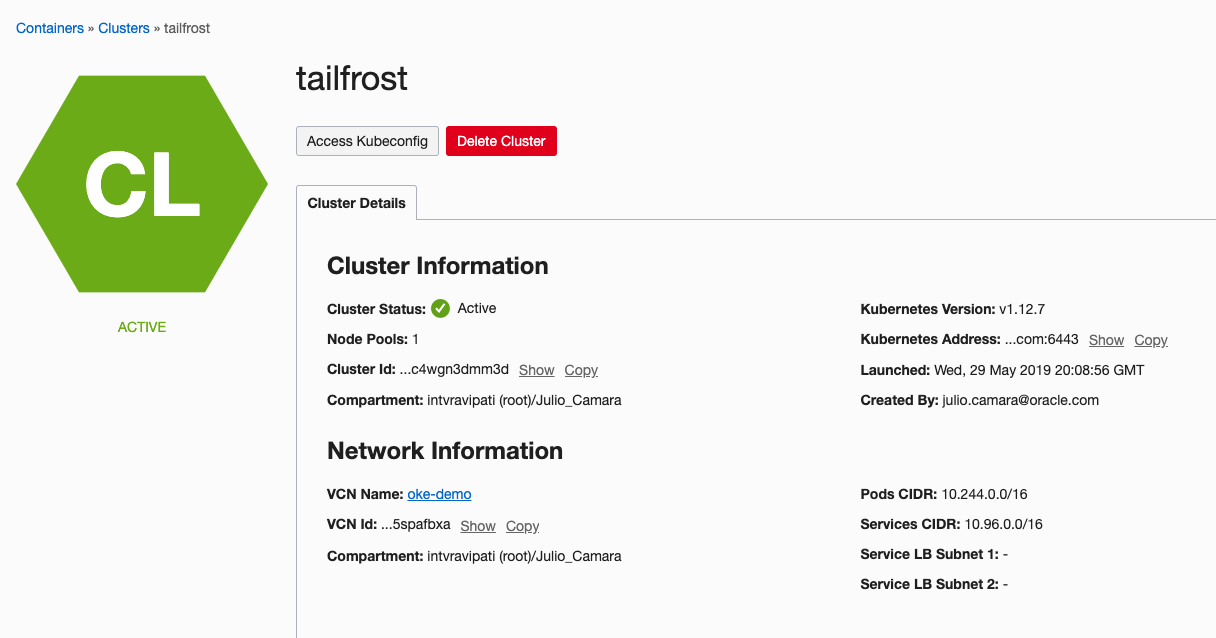 Containers » Clusters » tailfrost
CL
ACTIVE
tailfrost
Access Kubeconfig
Delete Cluster
Cluster Details
Cluster Information
Cluster Status: Active
Node Pools: 1
Cluster Id: ...c4wgn3dmm3d Show Copy
Compartment: intvravipati (root)/Julio_Camara
Kubernetes Version: v1.12.7
Kubernetes Address: ...com:6443 Show Copy
Launched: Wed, 29 May 2019 20:08:56 GMT
Created By: julio.camara@oracle.com
Network Information
VCN Name: oke-demo
VCN Id: ...5spafbxa Show Copy
Compartment: intvravipati (root)/Julio_Camara
Pods CIDR: 10.244.0.0/16
Services CIDR: 10.96.0.0/16
Service LB Subnet 1: -
Service LB Subnet 2: -